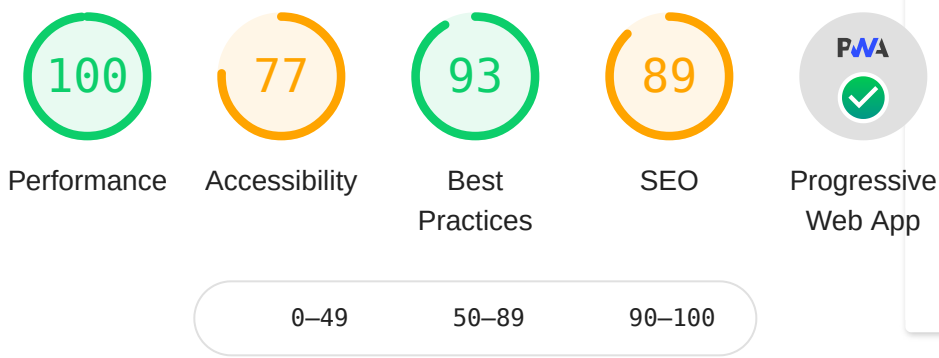 100 77 93 89 PWA
Performance Accessibility Best SEO Progressive
Practices Web App
0–49 50–89 90–100